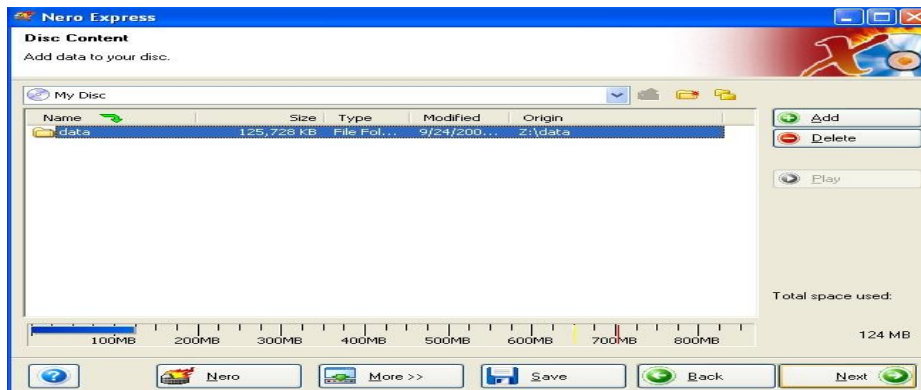 Nero Express
Disc Content
Add data to your disc.
My Disc
Name Size Type Modified Origin
data 125,728 KB File Fol... 9/24/200... Z:\data
Add
Delete
Play
Total space used:
124 MB
100MB 200MB 300MB 400MB 500MB 600MB 700MB 800MB
Nero More >> Save Back Next